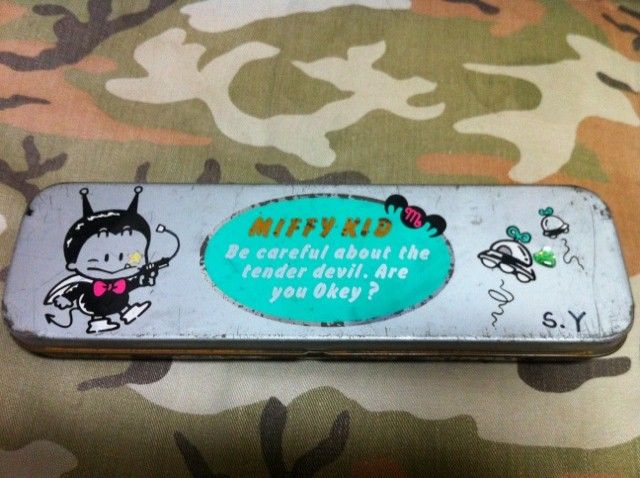 MIFFY KID
Be careful about the
tender devil. Are
you Okey?
S.Y